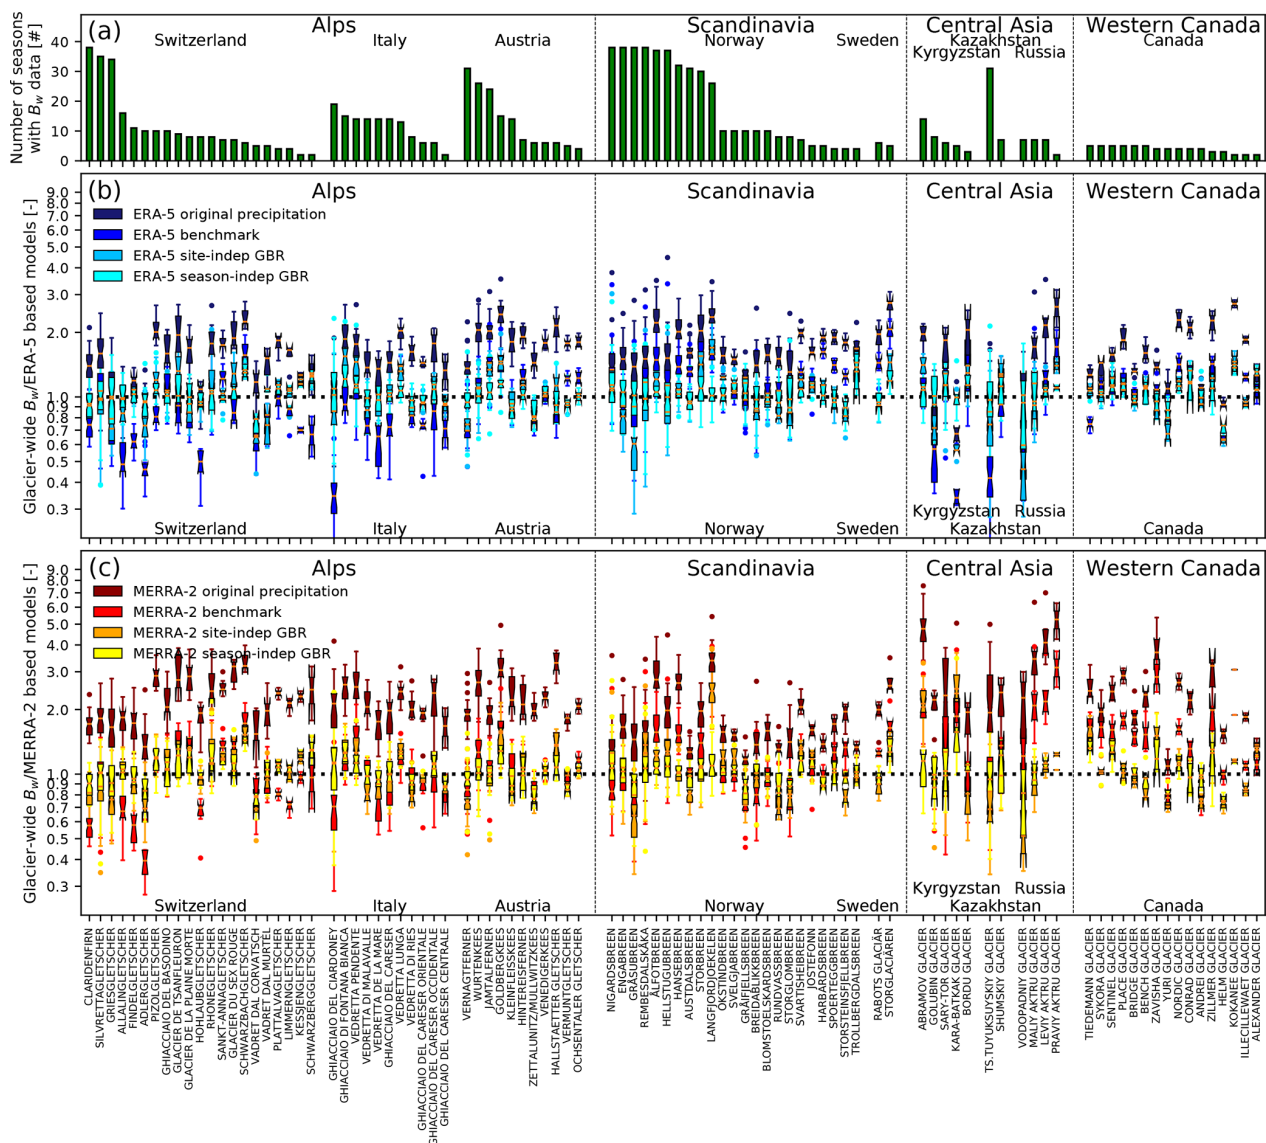 (a)
Alps
Scandinavia
Central Asia
Western Canada
Switzerland
Italy
Austria
Norway
Sweden
Kazakhstan
Kyrgyzstan
Russia
Canada
Number of seasons
with Bw data [#]
40
30
20
10
0
(b)
Alps
Scandinavia
Central Asia
Western Canada
ERA-5 original precipitation
ERA-5 benchmark
ERA-5 site-indep GBR
ERA-5 season-indep GBR
Glacier-wide Bw/ERA-5 based models [-]
9.0
8.0
7.0
6.0
5.0
4.0
3.0
2.0
1.0
0.9
0.8
0.7
0.6
0.5
0.4
0.3
Switzerland
Italy
Austria
Norway
Sweden
Kyrgyzstan
Russia
Kazakhstan
Canada
(c)
Alps
Scandinavia
Central Asia
Western Canada
MERRA-2 original precipitation
MERRA-2 benchmark
MERRA-2 site-indep GBR
MERRA-2 season-indep GBR
Glacier-wide Bw/MERRA-2 based models [-]
9.0
8.0
7.0
6.0
5.0
4.0
3.0
2.0
1.0
0.9
0.8
0.7
0.6
0.5
0.4
0.3
Kyrgyzstan
Russia
Switzerland
Italy
Austria
Norway
Sweden
Kazakhstan
Canada
CLARIDENFIRN
SILVRETTAGLETSCHER
GRIESGLETSCHER
ALLALINGLETSCHER
FINDELGLETSCHER
ADLERGLETSCHER
PIZOLGLETSCHER
GHIACCIAIO DEL BASODINO
GLACIER DE TSANFLEURON
GLACIER DE LA PLAINE MORTE
HOHLAUBGLETSCHER
RHONEGLETSCHER
SANKT-ANNAGLETSCHER
GLACIER DU SEX ROUGE
SCHWARZBACHGLETSCHER
VADRET DAL CORVATSCH
VADRET DAL MURTÈL
PLATTALVAGLETSCHER
LIMMERNGLETSCHER
KESSJENGLETSCHER
SCHWARZBERGGLETSCHER
GHIACCIAIO DEL CIARDONEY
GHIACCIAIO DI FONTANA BIANCA
VEDRETTA PENDENTE
VEDRETTA DI MALAVALLE
VEDRETTA DE LA MARE
GHIACCIAIO DEL CARESER
VEDRETTA LUNGA
VEDRETTA DI RIES
GHIACCIAIO DEL CARESER ORIENTALE
GHIACCIAIO DEL CARESER OCCIDENTALE
GHIACCIAIO DEL CARESER CENTRALE
VERNAGTFERNER
WURTENKEES
JAMTALFERNER
GOLDBERGKEES
KLEINFLEISSKEES
HINTEREISFERNER
ZETTALUNITZ/MULLWITZKEES
VENEDIGERKEES
HALLSTÄTTER GLETSCHER
VERMUNTGLETSCHER
OCHSENTALER GLETSCHER
NIGARDSBREEN
ENGABREEN
GRÅSUBREEN
REMBESDALSKÅKA
ÅLFOTBREEN
HELLSTUGUBREEN
HANSEBREEN
AUSTDALSBREEN
STORBREEN
LANGFJORDJOEKELEN
OKSTINDBREEN
SVELGJABREEN
GRÅFJELLSBREEN
BREIDABLIKKBREEN
BLOMSTOELSKARDSBREEN
RUNDVASSBREEN
STORGLOMBREEN
SVARTISHEIBREEN
JUSTEFONN
HARBARDSBREEN
SPOERTEGGBREEN
STORSTEINSFJELLBREEN
TROLLBERGDALSBREEN
RABOTS GLACIÄR
STORGLACIÄREN
ABRAMOV GLACIER
GOLUBIN GLACIER
SARY-TOR GLACIER
KARA-BATKAK GLACIER
BORDU GLACIER
TS.TUYUKSUYSKIY GLACIER
SHUMSKIY GLACIER
VODOPADNIY GLACIER
MALIY AKTRU GLACIER
LEVIY AKTRU GLACIER
PRAVIY AKTRU GLACIER
TIEDEMANN GLACIER
SYKORA GLACIER
SENTINEL GLACIER
PLACE GLACIER
BRIDGE GLACIER
BENCH GLACIER
ZAVISHA GLACIER
YURI GLACIER
NORDIC GLACIER
CONRAD GLACIER
ANDREI GLACIER
ZILLMER GLACIER
HELM GLACIER
KOKANEE GLACIER
ILLECILLEWAET GLACIER
ALEXANDER GLACIER